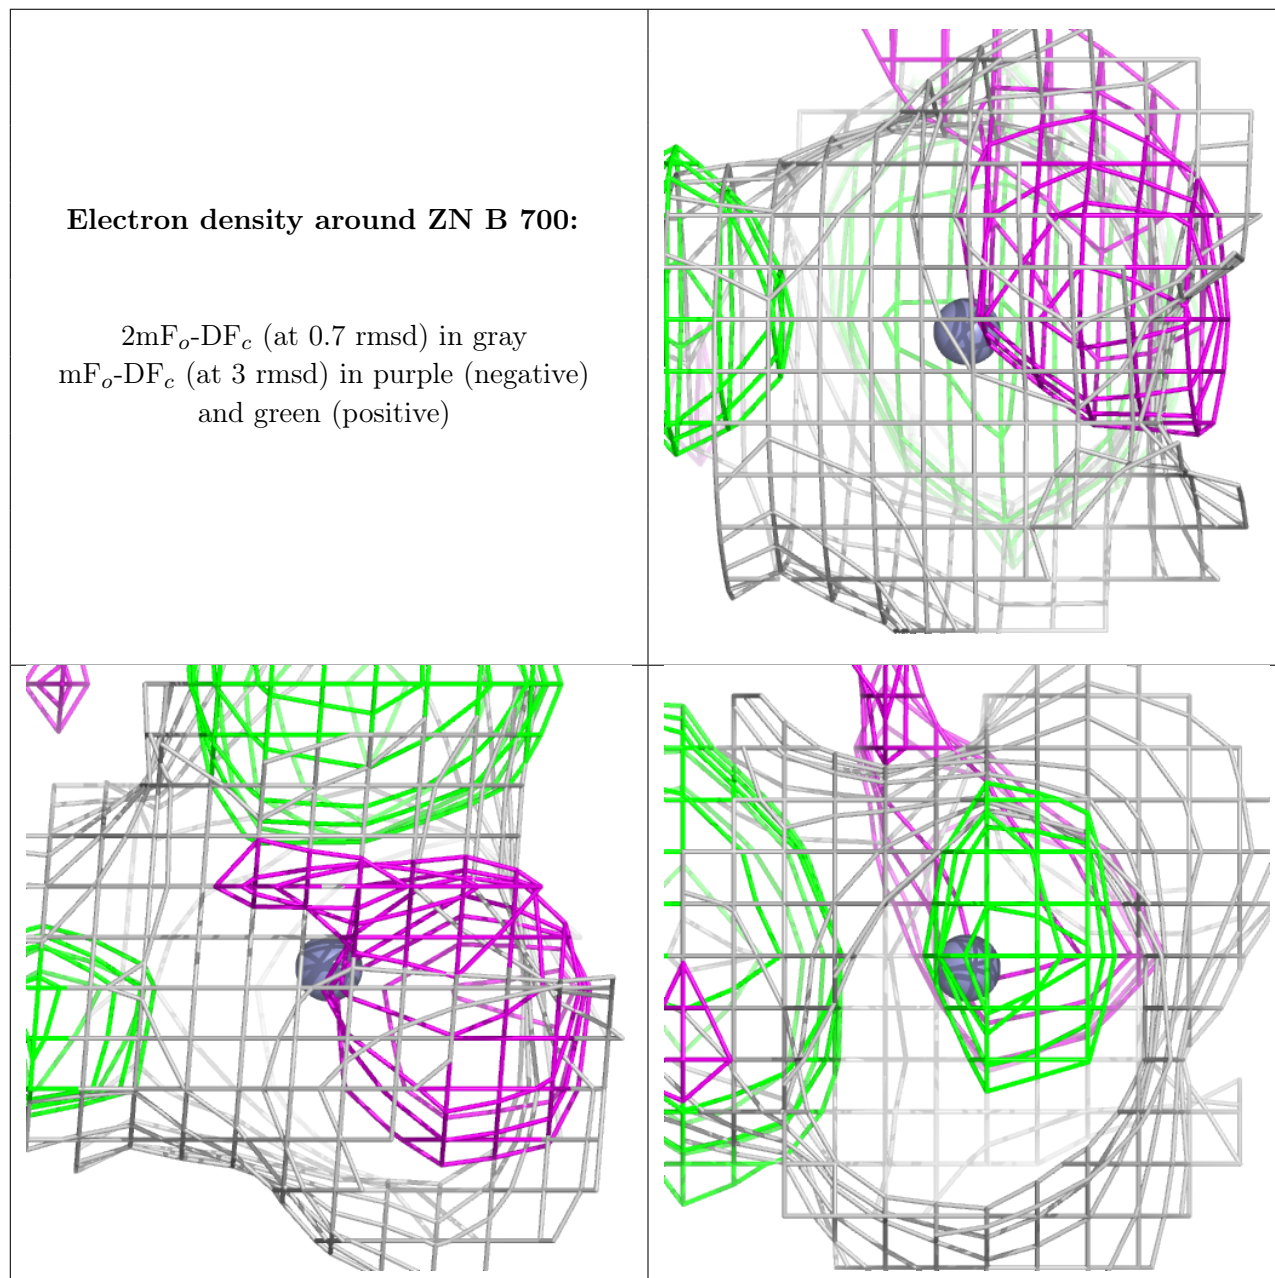 Electron density around ZN B 700:
2mFo-DFc (at 0.7 rmsd) in gray
mFo-DFc (at 3 rmsd) in purple (negative)
and green (positive)